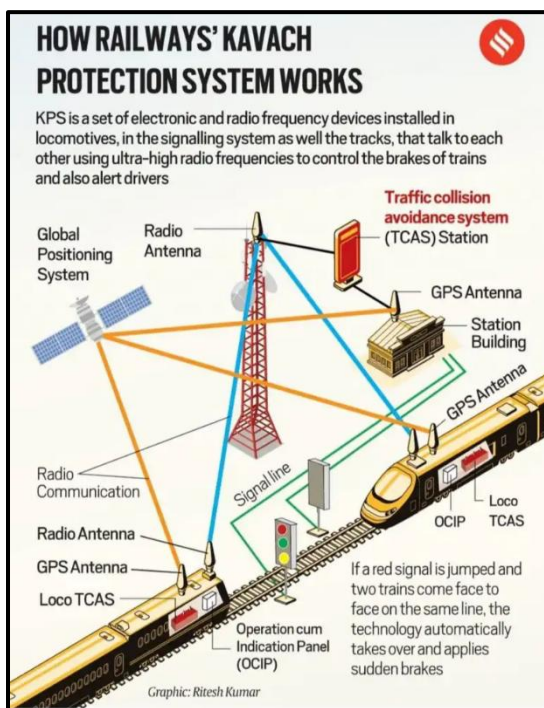 HOW RAILWAYS' KAVACH
PROTECTION SYSTEM WORKS
KPS is a set of electronic and radio frequency devices installed in
locomotives, in the signalling system as well the tracks, that talk to each
other using ultra-high radio frequencies to control the brakes of trains
and also alert drivers
Global
Positioning
System
Radio
Antenna
Traffic collision
avoidance system
(TCAS) Station
GPS Antenna
Station
Building
GPS Antenna
Radio
Communication
Signal line
OCIP
Loco
TCAS
Radio Antenna
GPS Antenna
Loco TCAS
Operation cum
Indication Panel
(OCIP)
If a red signal is jumped and
two trains come face to
face on the same line, the
technology automatically
takes over and applies
sudden brakes
Graphic: Ritesh Kumar